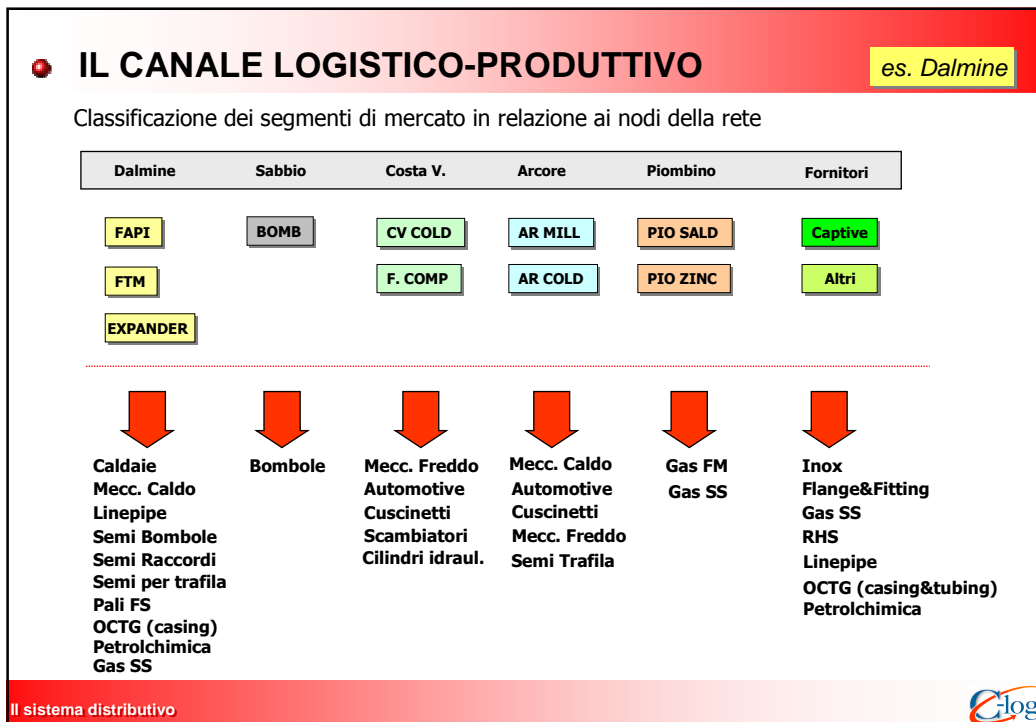 IL CANALE LOGISTICO-PRODUTTIVO
es. Dalmine
Classificazione dei segmenti di mercato in relazione ai nodi della rete
Dalmine Sabbio Costa V. Arcore Piombino Fornitori
FAPI BOMB CV COLD AR MILL PIO SALD Captive
FTM F. COMP AR COLD PIO ZINC Altri
EXPANDER
Caldaie
Mecc. Caldo
Linepipe
Semi Bombole
Semi Raccordi
Semi per trafila
Pali FS
OCTG (casing)
Petrolchimica
Gas SS
Bombole
Mecc. Freddo
Automotive
Cuscinetti
Scambiatori
Cilindri idraul.
Mecc. Caldo
Automotive
Cuscinetti
Mecc. Freddo
Semi Trafila
Gas FM
Gas SS
Inox
Flange&Fitting
Gas SS
RHS
Linepipe
OCTG (casing&tubing)
Petrolchimica
Il sistema distributivo
C-log